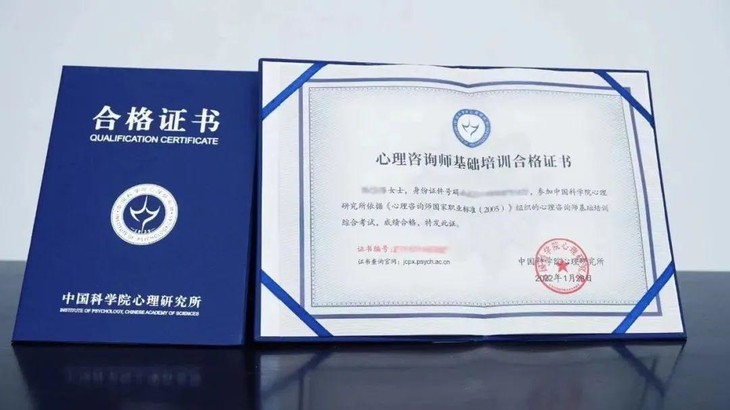 合格证书
QUALIFICATION CERTIFICATE
中国科学院心理研究所
INSTITUTE OF PSYCHOLOGY, CHINESE ACADEMY OF SCIENCES
心理咨询师基础培训合格证书
女士，身份证件号码，参加中国科学院心理
研究所依据《心理咨询师国家职业标准（2005）》组织的心理咨询师基础培训
综合考试，成绩合格，特发此证。
证书编号：
证书查询官网：jcpx.psych.ac.cn
中国科学院心理研究所
2022年1月28日